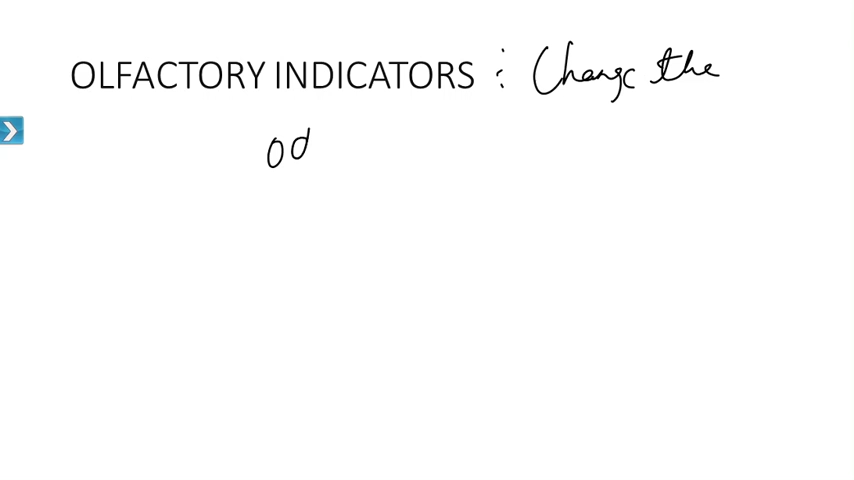 OLFACTORY INDICATORS : Change the
od